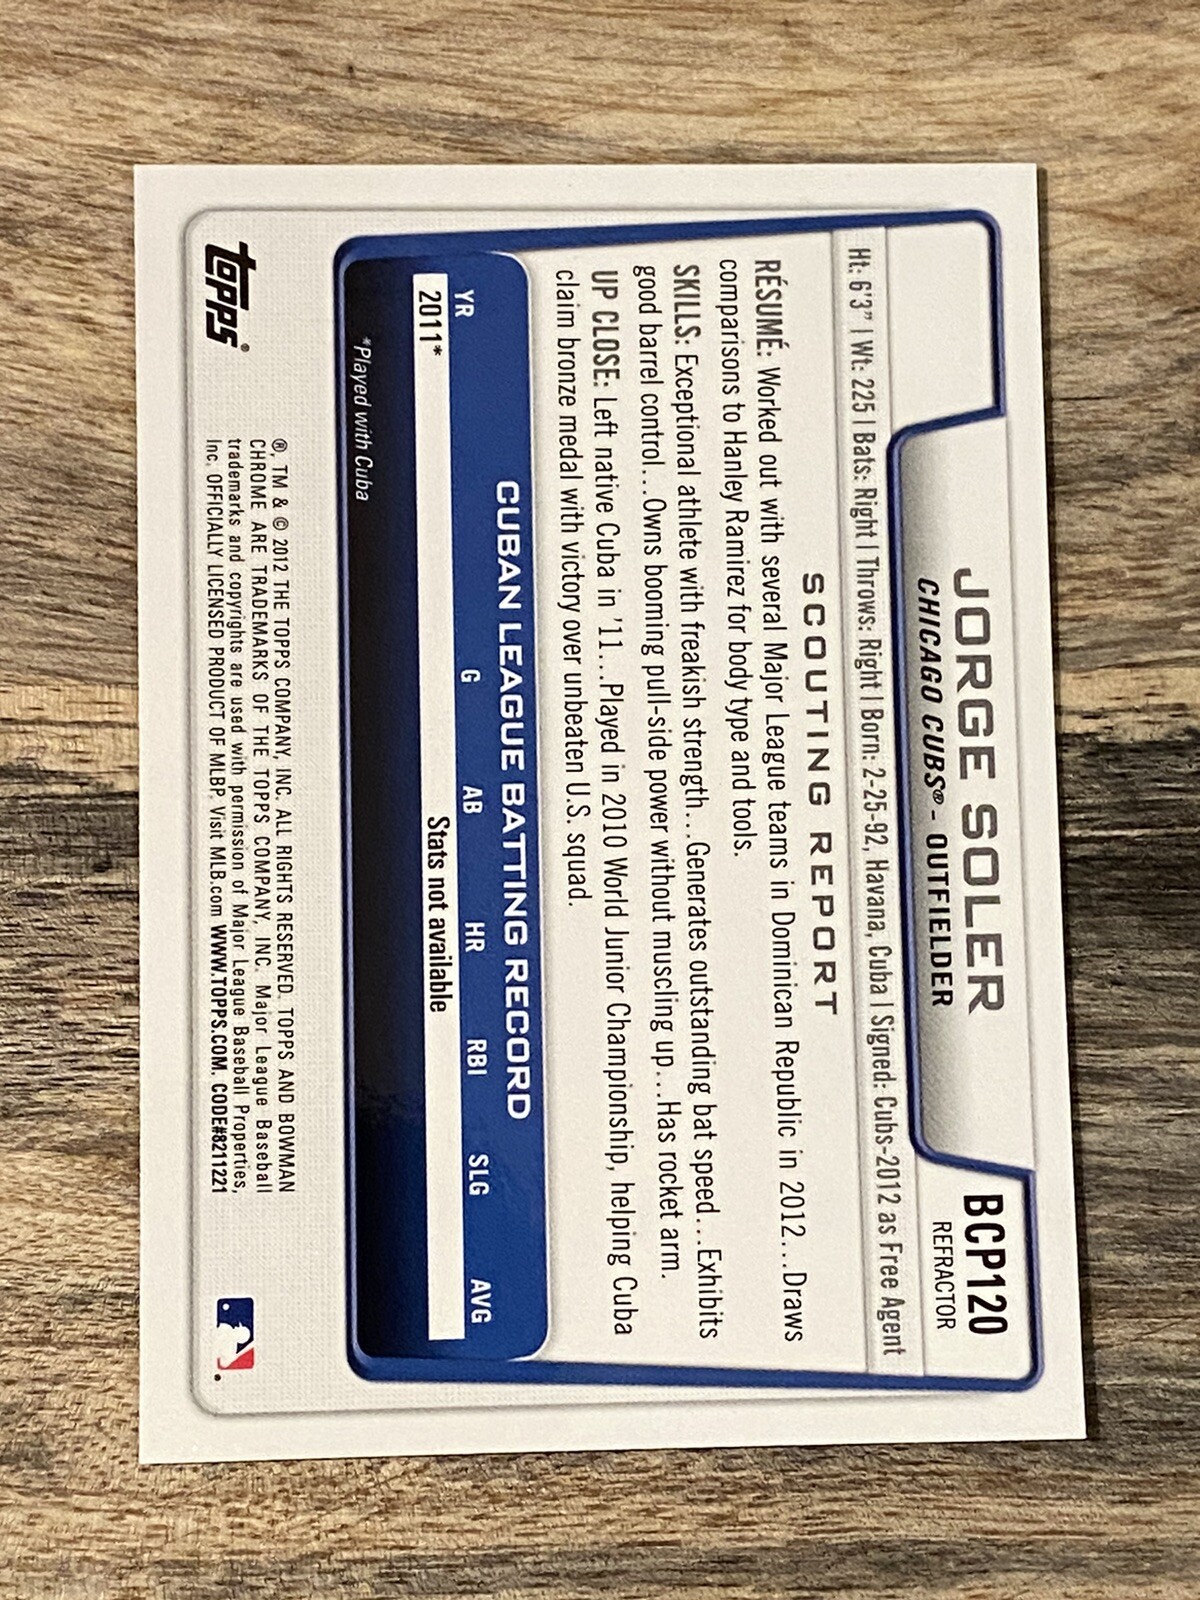 JORGE SOLER
CHICAGO CUBS® - OUTFIELDER
BCP120
REFRACTOR
Ht: 6'3" | Wt: 225 | Bats: Right | Throws: Right | Born: 2-25-92, Havana, Cuba | Signed: Cubs-2012 as Free Agent
SCOUTING REPORT
RÉSUMÉ: Worked out with several Major League teams in Dominican Republic in 2012...Draws
comparisons to Hanley Ramirez for body type and tools.
SKILLS: Exceptional athlete with freakish strength...Generates outstanding bat speed...Exhibits
good barrel control...Owns booming pull-side power without muscling up...Has rocket arm.
UP CLOSE: Left native Cuba in '11...Played in 2010 World Junior Championship, helping Cuba
claim bronze medal with victory over unbeaten U.S. squad.
CUBAN LEAGUE BATTING RECORD
YR G AB HR RBI SLG AVG
2011* Stats not available
*Played with Cuba
topps®
®, TM & © 2012 THE TOPPS COMPANY, INC. ALL RIGHTS RESERVED. TOPPS AND BOWMAN
CHROME ARE TRADEMARKS OF THE TOPPS COMPANY, INC. Major League Baseball
trademarks and copyrights are used with permission of Major League Baseball Properties,
Inc. OFFICIALLY LICENSED PRODUCT OF MLBP. Visit MLB.com WWW.TOPPS.COM. CODE#8211221